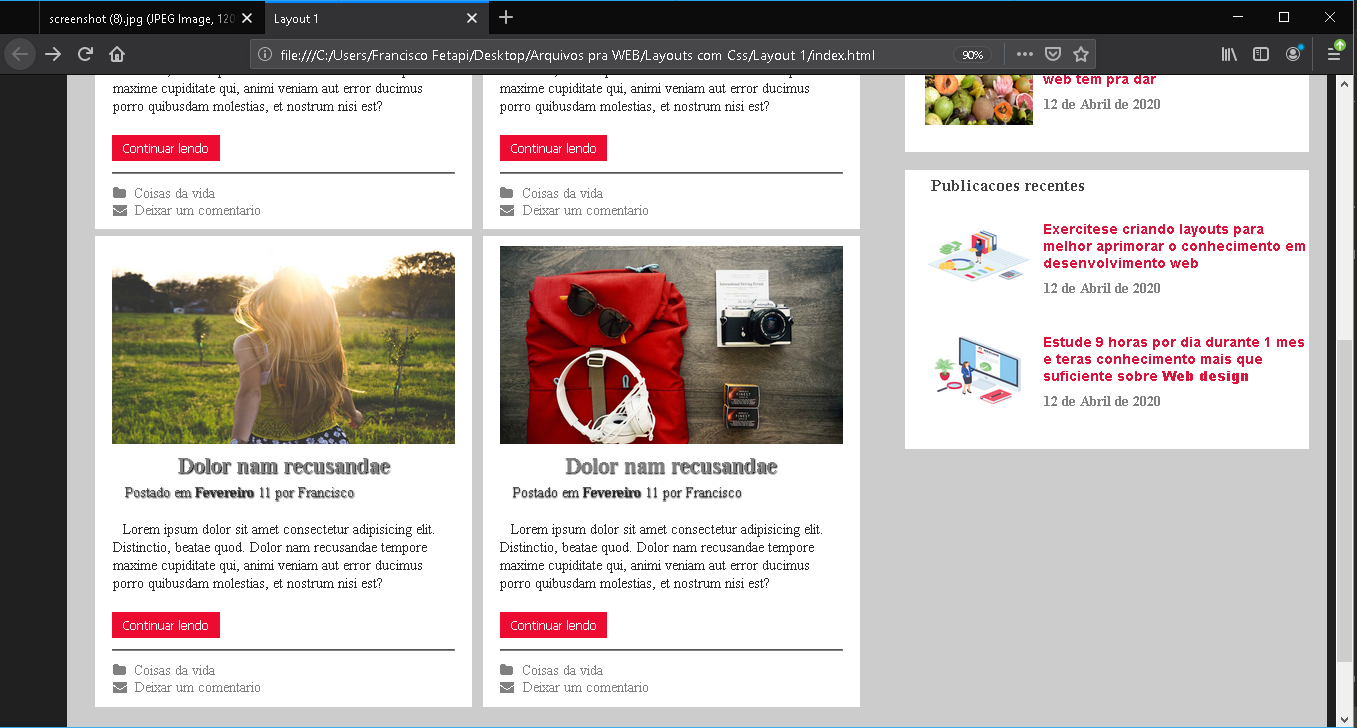 screenshot (8).jpg (JPEG Image, 120
Layout 1
file:///C:/Users/Francisco Fetapi/Desktop/Arquivos pra WEB/Layouts com Css/Layout 1/index.html
90%
maxime cupiditate qui, animi veniam aut error ducimus
porro quibusdam molestias, et nostrum nisi est?
Continuar lendo
Coisas da vida
Deixar um comentario
maxime cupiditate qui, animi veniam aut error ducimus
porro quibusdam molestias, et nostrum nisi est?
Continuar lendo
Coisas da vida
Deixar um comentario
Dolor nam recusandae
Postado em Fevereiro 11 por Francisco
Lorem ipsum dolor sit amet consectetur adipisicing elit.
Distinctio, beatae quod. Dolor nam recusandae tempore
maxime cupiditate qui, animi veniam aut error ducimus
porro quibusdam molestias, et nostrum nisi est?
Continuar lendo
Coisas da vida
Deixar um comentario
Dolor nam recusandae
Postado em Fevereiro 11 por Francisco
Lorem ipsum dolor sit amet consectetur adipisicing elit.
Distinctio, beatae quod. Dolor nam recusandae tempore
maxime cupiditate qui, animi veniam aut error ducimus
porro quibusdam molestias, et nostrum nisi est?
Continuar lendo
Coisas da vida
Deixar um comentario
web tem pra dar
12 de Abril de 2020
Publicacoes recentes
Exercitese criando layouts para
melhor aprimorar o conhecimento em
desenvolvimento web
12 de Abril de 2020
Estude 9 horas por dia durante 1 mes
e teras conhecimento mais que
suficiente sobre Web design
12 de Abril de 2020